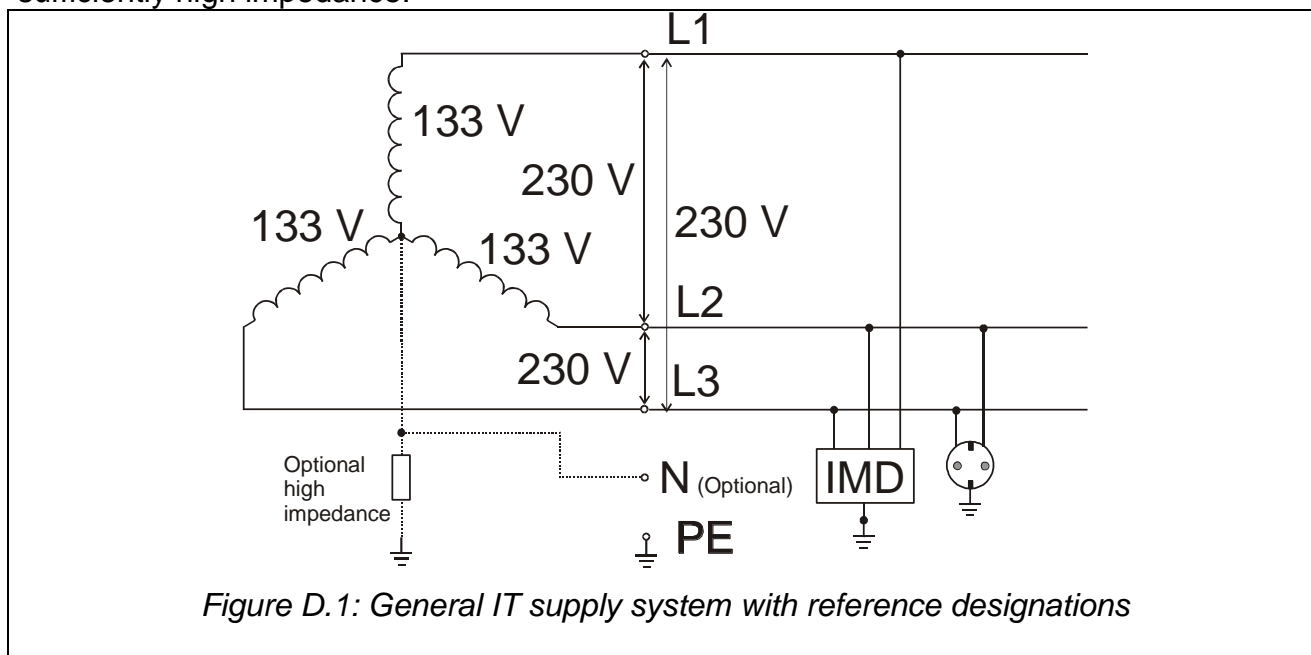 sufficiently high impedance.
L1
133 V
230 V
133 V
230 V
133 V
L2
230 V
L3
Optional
high
impedance
N (Optional)
IMD
PE
Figure D.1: General IT supply system with reference designations